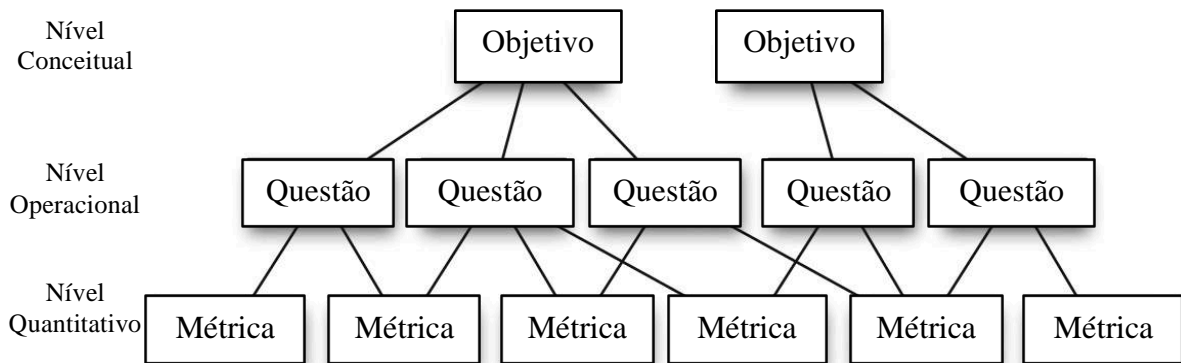 Nível
Conceitual
Objetivo Objetivo
Nível
Operacional
Questão Questão Questão Questão Questão
Nível
Quantitativo
Métrica Métrica Métrica Métrica Métrica Métrica